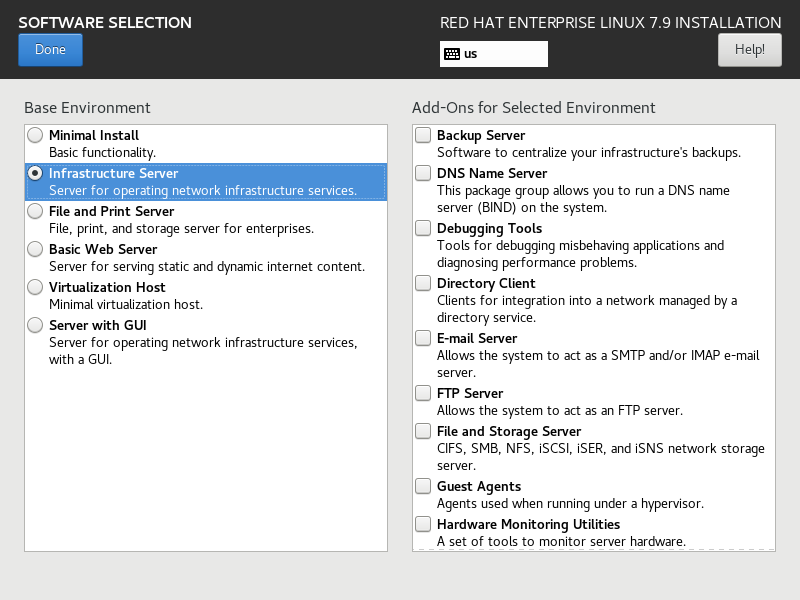 SOFTWARE SELECTION
RED HAT ENTERPRISE LINUX 7.9 INSTALLATION
Done
us
Help!
Base Environment
Minimal Install
Basic functionality.
Infrastructure Server
Server for operating network infrastructure services.
File and Print Server
File, print, and storage server for enterprises.
Basic Web Server
Server for serving static and dynamic internet content.
Virtualization Host
Minimal virtualization host.
Server with GUI
Server for operating network infrastructure services,
with a GUI.
Add-Ons for Selected Environment
Backup Server
Software to centralize your infrastructure's backups.
DNS Name Server
This package group allows you to run a DNS name
server (BIND) on the system.
Debugging Tools
Tools for debugging misbehaving applications and
diagnosing performance problems.
Directory Client
Clients for integration into a network managed by a
directory service.
E-mail Server
Allows the system to act as a SMTP and/or IMAP e-mail
server.
FTP Server
Allows the system to act as an FTP server.
File and Storage Server
CIFS, SMB, NFS, iSCSI, iSER, and iSNS network storage
server.
Guest Agents
Agents used when running under a hypervisor.
Hardware Monitoring Utilities
A set of tools to monitor server hardware.